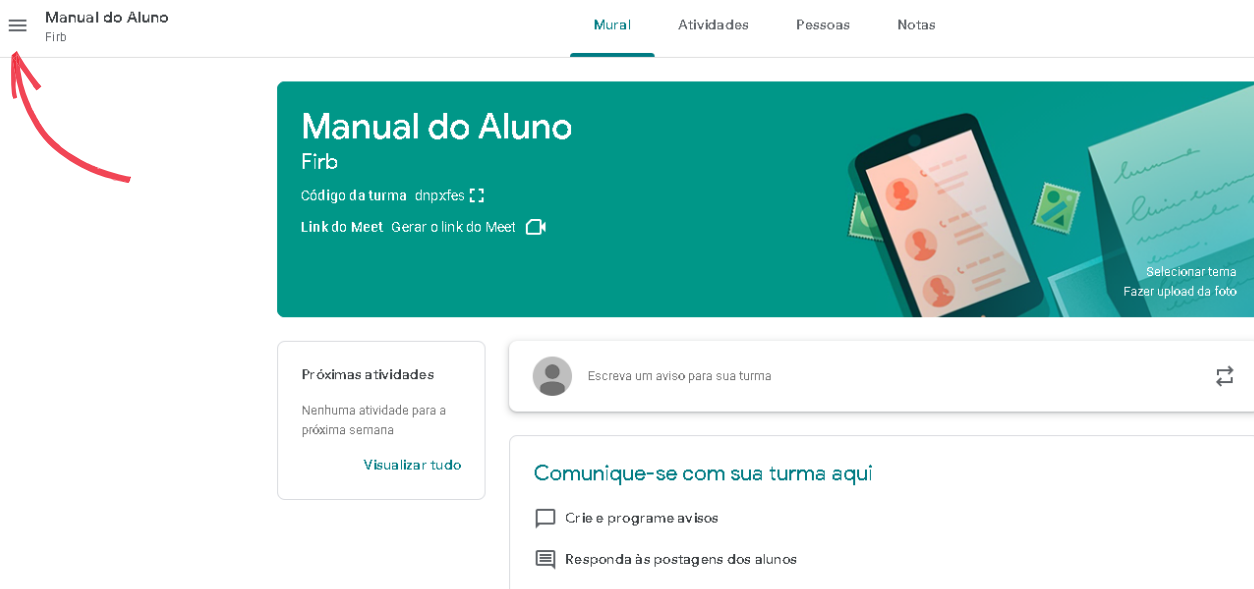 Manual do Aluno
Firb
Mural Atividades Pessoas Notas
Manual do Aluno
Firb
Código da turma dnpxfes
Link do Meet Gerar o link do Meet
Selecionar tema
Fazer upload da foto
Próximas atividades
Nenhuma atividade para a
próxima semana
Visualizar tudo
Escreva um aviso para sua turma
Comunique-se com sua turma aqui
Crie e programe avisos
Responda às postagens dos alunos